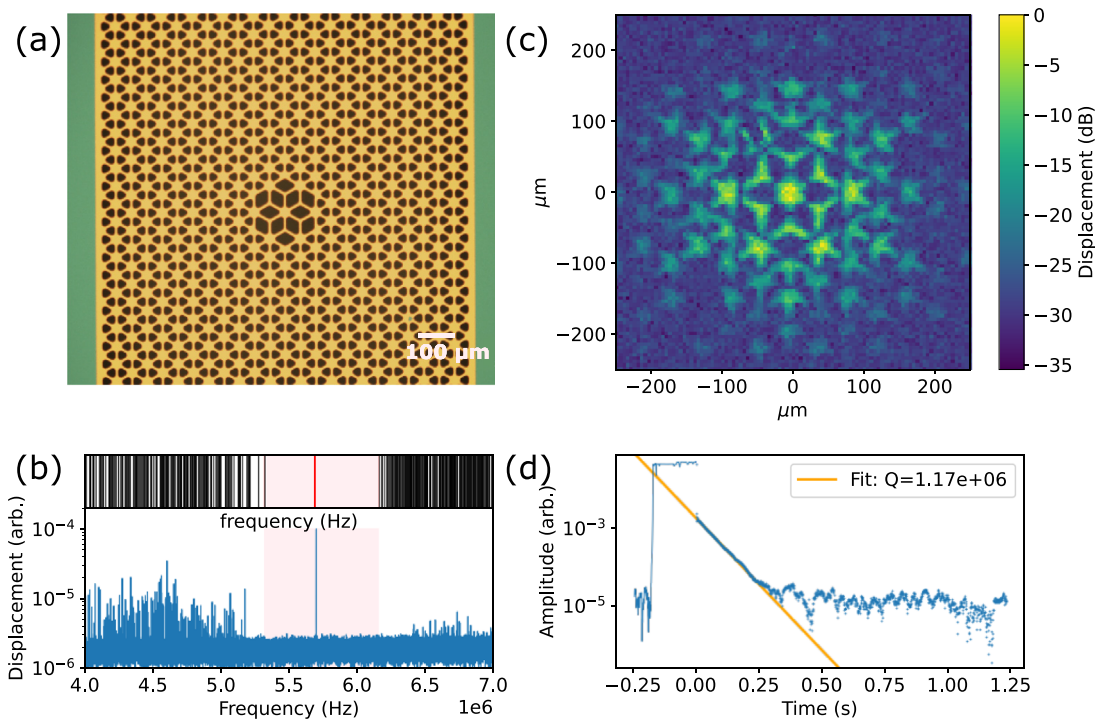 (a)
100 µm
(c)
200
100
0
−100
−200
µm
−200
−100
0
100
200
µm
0
−5
−10
−15
−20
−25
−30
−35
Displacement (dB)
(b)
frequency (Hz)
Displacement (arb.)
10⁻⁴
10⁻⁵
10⁻⁶
4.0
4.5
5.0
5.5
6.0
6.5
7.0
Frequency (Hz)
1e6
(d)
Fit: Q=1.17e+06
Amplitude (arb.)
10⁻³
10⁻⁵
−0.25
0.00
0.25
0.50
0.75
1.00
1.25
Time (s)